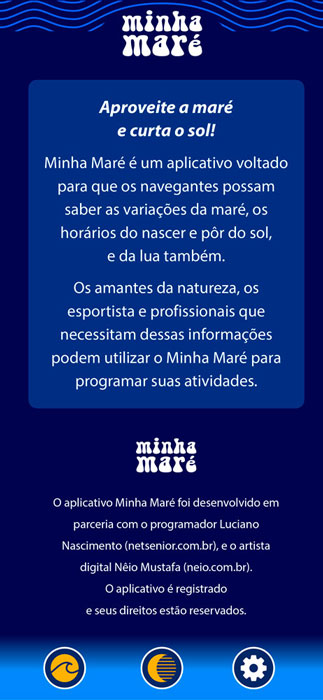 minha
maré
Aproveite a maré
e curta o sol!
Minha Maré é um aplicativo voltado
para que os navegantes possam
saber as variações da maré, os
horários do nascer e pôr do sol,
e da lua também.
Os amantes da natureza, os
esportista e profissionais que
necessitam dessas informações
podem utilizar o Minha Maré para
programar suas atividades.
minha
maré
O aplicativo Minha Maré foi desenvolvido em
parceria com o programador Luciano
Nascimento (netsenior.com.br), e o artista
digital Nêio Mustafa (neio.com.br).
O aplicativo é registrado
e seus direitos estão reservados.